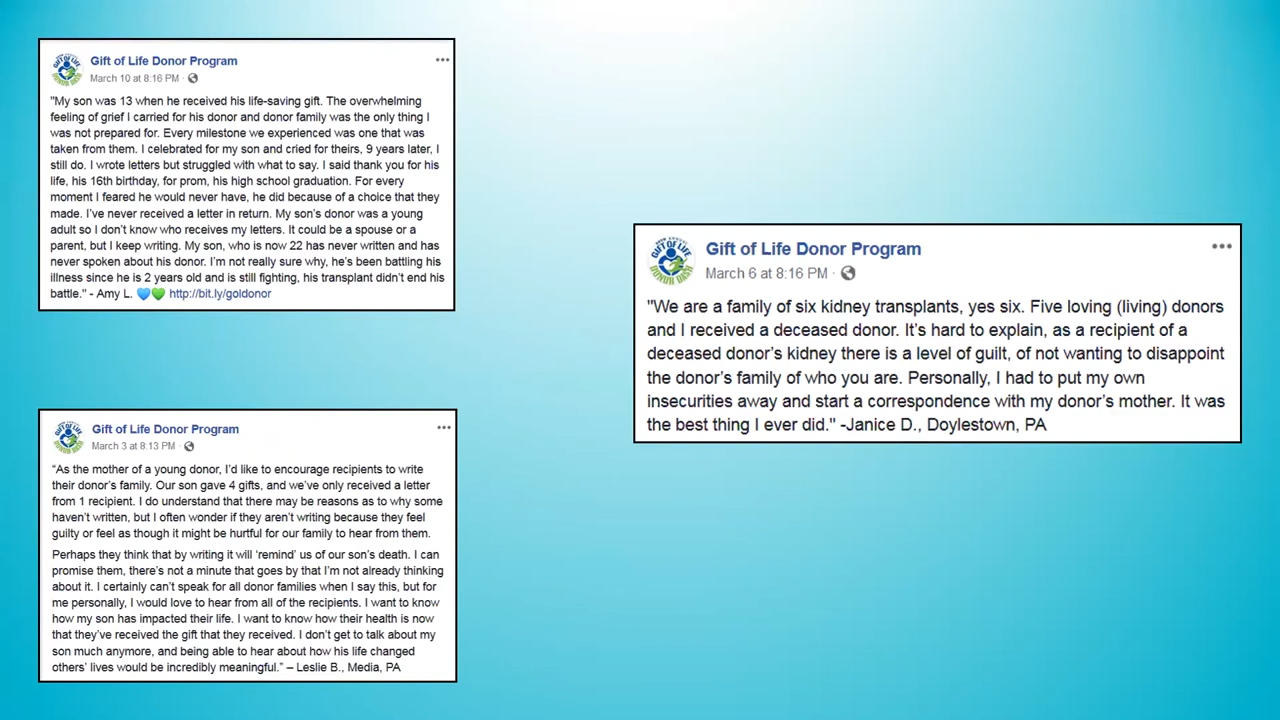 Gift of Life Donor Program
March 10 at 8:16 PM ·
"My son was 13 when he received his life-saving gift. The overwhelming
feeling of grief I carried for his donor and donor family was the only thing I
was not prepared for. Every milestone we experienced was one that was
taken from them. I celebrated for my son and cried for theirs, 9 years later, I
still do. I wrote letters but struggled with what to say. I said thank you for his
life, his 16th birthday, for prom, his high school graduation. For every
moment I feared he would never have, he did because of a choice that they
made. I've never received a letter in return. My son's donor was a young
adult so I don't know who receives my letters. It could be a spouse or a
parent, but I keep writing. My son, who is now 22 has never written and has
never spoken about his donor. I'm not really sure why, he's been battling his
illness since he is 2 years old and is still fighting, his transplant didn't end his
battle." - Amy L. 💙💚 http://bit.ly/goldonor
Gift of Life Donor Program
March 3 at 8:13 PM ·
"As the mother of a young donor, I'd like to encourage recipients to write
their donor's family. Our son gave 4 gifts, and we've only received a letter
from 1 recipient. I do understand that there may be reasons as to why some
haven't written, but I often wonder if they aren't writing because they feel
guilty or feel as though it might be hurtful for our family to hear from them.
Perhaps they think that by writing it will 'remind' us of our son's death. I can
promise them, there's not a minute that goes by that I'm not already thinking
about it. I certainly can't speak for all donor families when I say this, but for
me personally, I would love to hear from all of the recipients. I want to know
how my son has impacted their life. I want to know how their health is now
that they've received the gift that they received. I don't get to talk about my
son much anymore, and being able to hear about how his life changed
others' lives would be incredibly meaningful." – Leslie B., Media, PA
GIFT OF LIFE
DONOR DASH
Gift of Life Donor Program
March 6 at 8:16 PM ·
"We are a family of six kidney transplants, yes six. Five loving (living) donors
and I received a deceased donor. It's hard to explain, as a recipient of a
deceased donor's kidney there is a level of guilt, of not wanting to disappoint
the donor's family of who you are. Personally, I had to put my own
insecurities away and start a correspondence with my donor's mother. It was
the best thing I ever did." -Janice D., Doylestown, PA